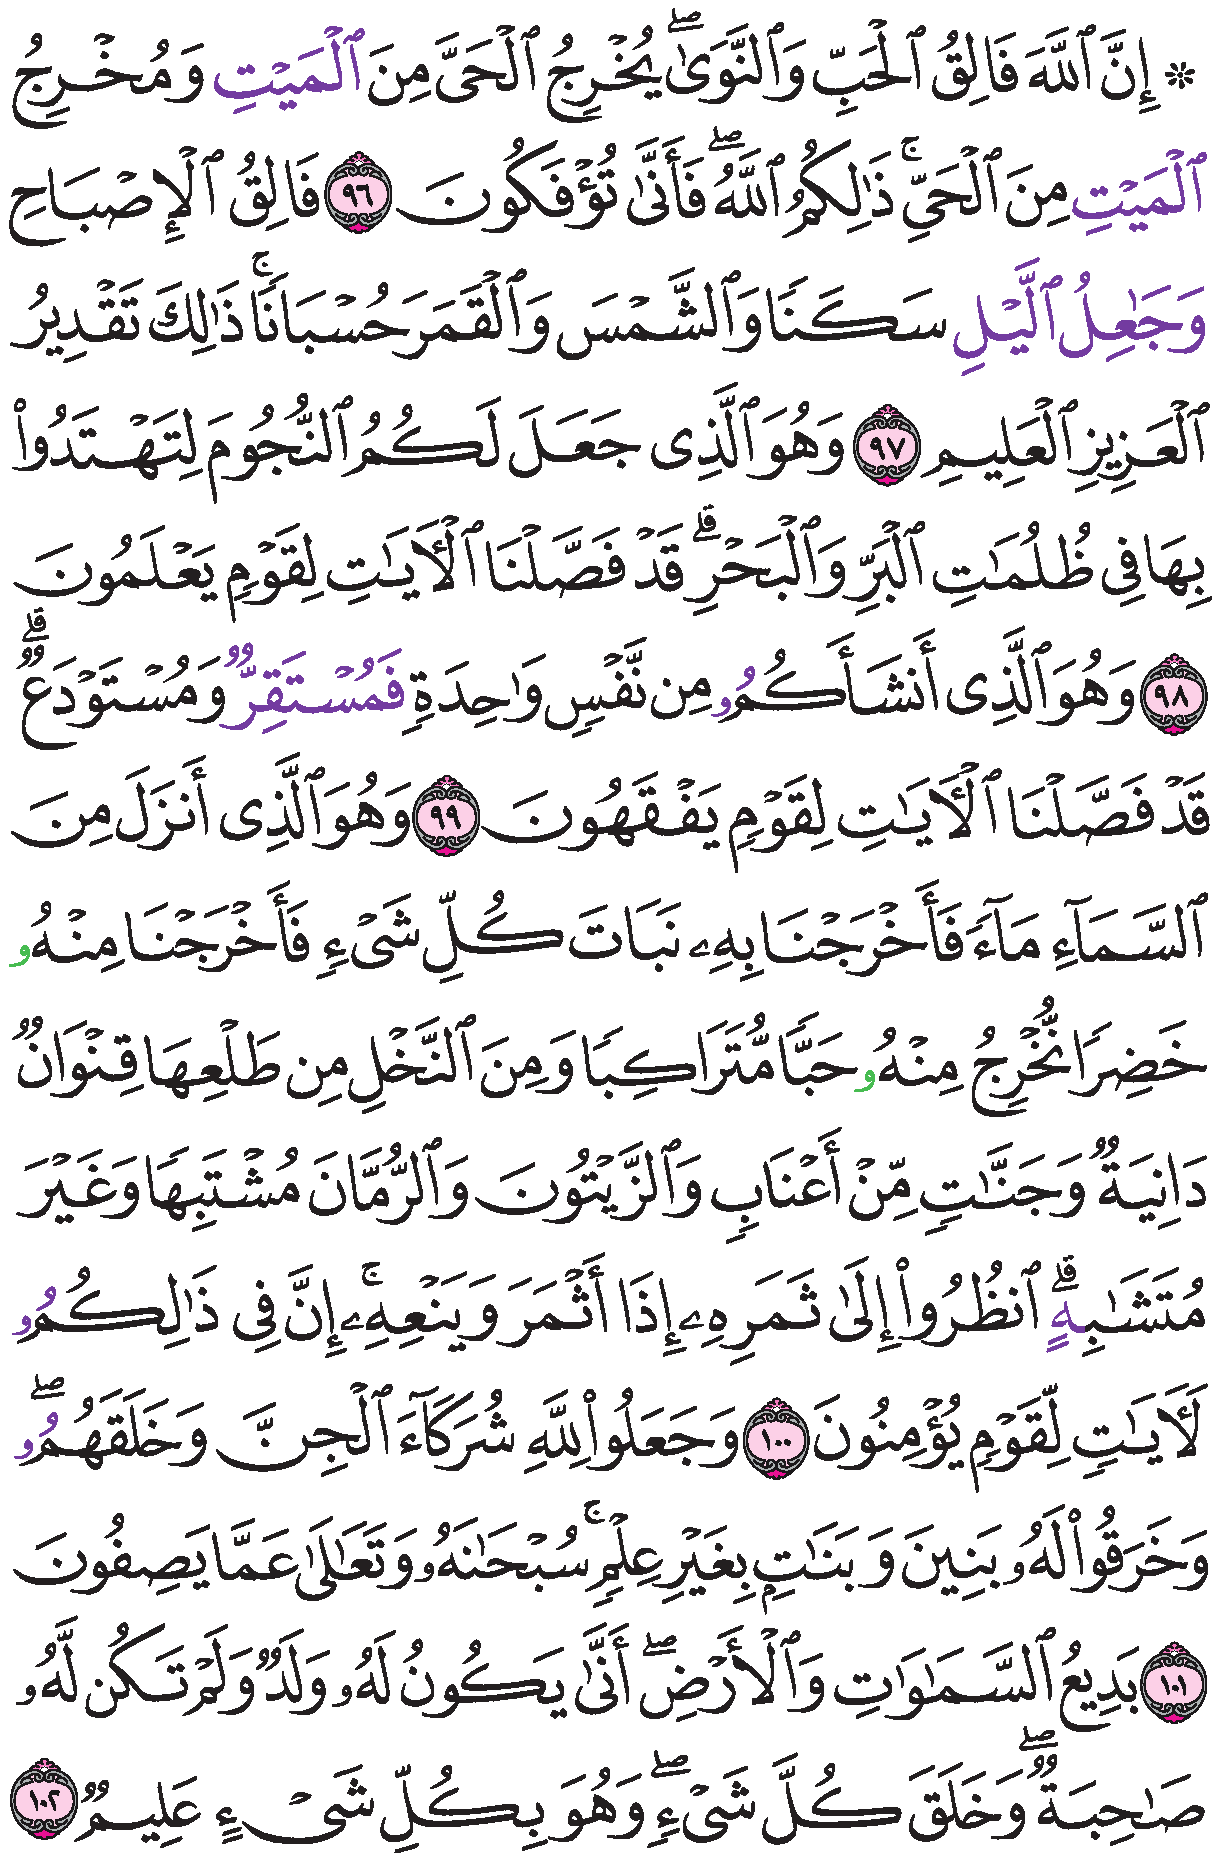 ۞ إِنَّ ٱللَّهَ فَالِقُ ٱلْحَبِّ وَٱلنَّوَىٰۖ يُخْرِجُ ٱلْحَيَّ مِنَ ٱلْمَيْتِ وَمُخْرِجُ
ٱلْمَيْتِ مِنَ ٱلْحَيِّۚ ذَٰلِكُمُ ٱللَّهُۖ فَأَنَّىٰ تُؤْفَكُونَ ٩٦ فَالِقُ ٱلْإِصْبَاحِ
وَجَٰعِلُ ٱلَّيْلِ سَكَنًا وَٱلشَّمْسَ وَٱلْقَمَرَ حُسْبَانًاۚ ذَٰلِكَ تَقْدِيرُ
ٱلْعَزِيزِ ٱلْعَلِيمِ ٩٧ وَهُوَ ٱلَّذِى جَعَلَ لَكُمُ ٱلنُّجُومَ لِتَهْتَدُوا۟
بِهَا فِى ظُلُمَٰتِ ٱلْبَرِّ وَٱلْبَحْرِۗ قَدْ فَصَّلْنَا ٱلْأٓيَٰتِ لِقَوْمٍ يَعْلَمُونَ
٩٨ وَهُوَ ٱلَّذِى أَنشَأَكُمُو مِن نَّفْسٍ وَٰحِدَةٍ فَمُسْتَقِرٌّ وَمُسْتَوْدَعٌۗ
قَدْ فَصَّلْنَا ٱلْأٓيَٰتِ لِقَوْمٍ يَفْقَهُونَ ٩٩ وَهُوَ ٱلَّذِى أَنزَلَ مِنَ
ٱلسَّمَآءِ مَآءً فَأَخْرَجْنَا بِهِۦ نَبَاتَ كُلِّ شَىْءٍ فَأَخْرَجْنَا مِنْهُو
خَضِرًا نُّخْرِجُ مِنْهُو حَبًّا مُّتَرَاكِبًا وَمِنَ ٱلنَّخْلِ مِن طَلْعِهَا قِنْوَانٌ
دَانِيَةٌ وَجَنَّٰتٍ مِّنْ أَعْنَابٍ وَٱلزَّيْتُونَ وَٱلرُّمَّانَ مُشْتَبِهًا وَغَيْرَ
مُتَشَٰبِهٍۗ ٱنظُرُوا۟ إِلَىٰ ثَمَرِهِۦ إِذَا أَثْمَرَ وَيَنْعِهِۦۚ إِنَّ فِى ذَٰلِكُمُو
لَأٓيَٰتٍ لِّقَوْمٍ يُؤْمِنُونَ ١٠٠ وَجَعَلُوا۟ لِلَّهِ شُرَكَآءَ ٱلْجِنَّ وَخَلَقَهُمُوۖ
وَخَرَقُوا۟ لَهُۥ بَنِينَ وَبَنَٰتٍۭ بِغَيْرِ عِلْمٍۚ سُبْحَٰنَهُۥ وَتَعَٰلَىٰ عَمَّا يَصِفُونَ
١٠١ بَدِيعُ ٱلسَّمَٰوَٰتِ وَٱلْأَرْضِۖ أَنَّىٰ يَكُونُ لَهُۥ وَلَدٌ وَلَمْ تَكُن لَّهُۥ
صَٰحِبَةٌۖ وَخَلَقَ كُلَّ شَىْءٍۖ وَهُوَ بِكُلِّ شَىْءٍ عَلِيمٌ ١٠٢